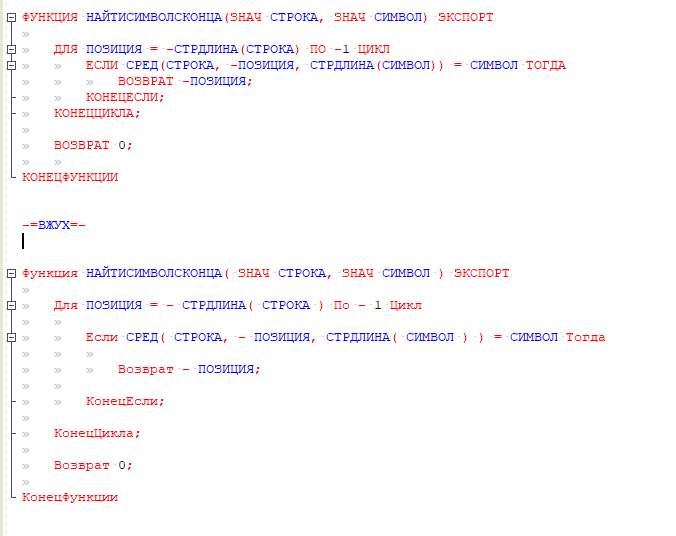 ФУНКЦИЯ НАЙТИСИМВОЛСКОНЦА(ЗНАЧ СТРОКА, ЗНАЧ СИМВОЛ) ЭКСПОРТ
ДЛЯ ПОЗИЦИЯ = -СТРДЛИНА(СТРОКА) ПО -1 ЦИКЛ
ЕСЛИ СРЕД(СТРОКА, -ПОЗИЦИЯ, СТРДЛИНА(СИМВОЛ)) = СИМВОЛ ТОГДА
ВОЗВРАТ -ПОЗИЦИЯ;
КОНЕЦЕСЛИ;
КОНЕЦЦИКЛА;
ВОЗВРАТ 0;
КОНЕЦФУНКЦИИ
-=ВЖУХ=-
Функция НАЙТИСИМВОЛСКОНЦА( ЗНАЧ СТРОКА, ЗНАЧ СИМВОЛ ) ЭКСПОРТ
Для ПОЗИЦИЯ = - СТРДЛИНА( СТРОКА ) По - 1 Цикл
Если СРЕД( СТРОКА, - ПОЗИЦИЯ, СТРДЛИНА( СИМВОЛ ) ) = СИМВОЛ Тогда
Возврат - ПОЗИЦИЯ;
КонецЕсли;
КонецЦикла;
Возврат 0;
КонецФункции